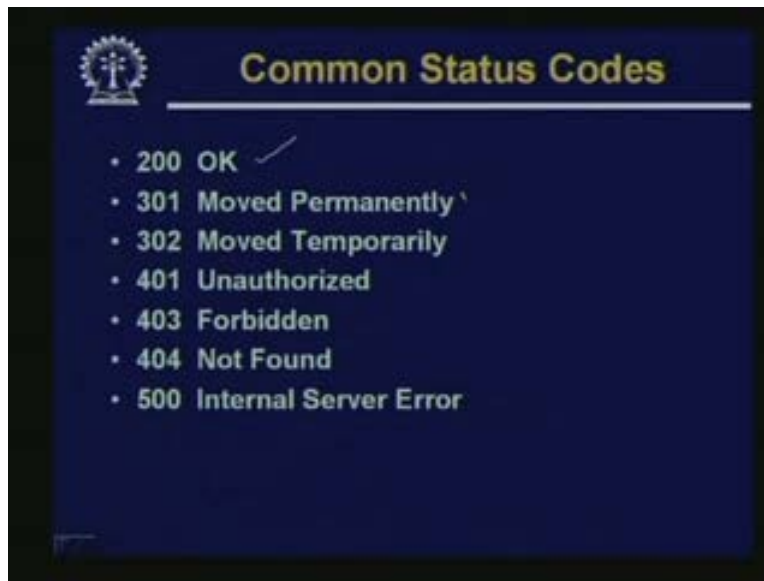 Common Status Codes
• 200 OK
• 301 Moved Permanently
• 302 Moved Temporarily
• 401 Unauthorized
• 403 Forbidden
• 404 Not Found
• 500 Internal Server Error